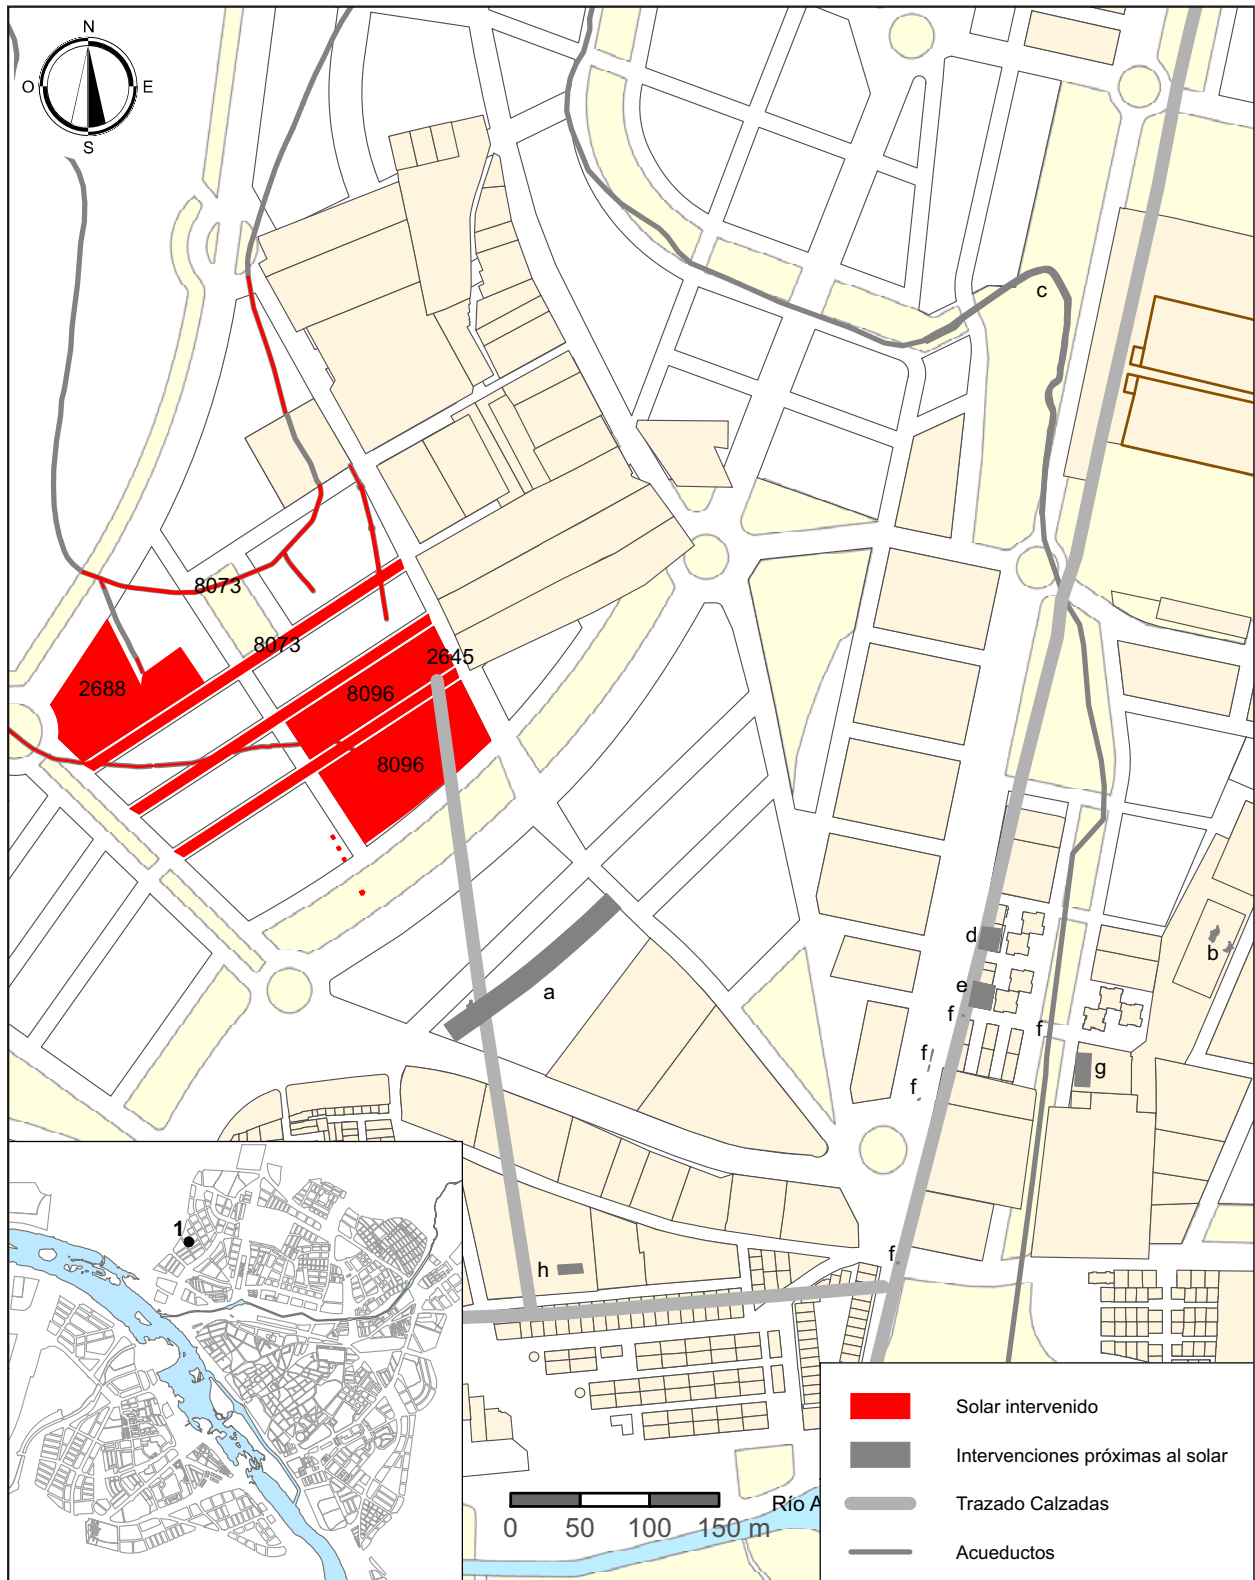 N
O
E
S
c
8073
8073
2645
2688
8096
8096
d
b
a
e
f
f
f
g
f
1
h
f
Solar intervenido
Intervenciones próximas al solar
Trazado Calzadas
Acueductos
Río A
0 50 100 150 m